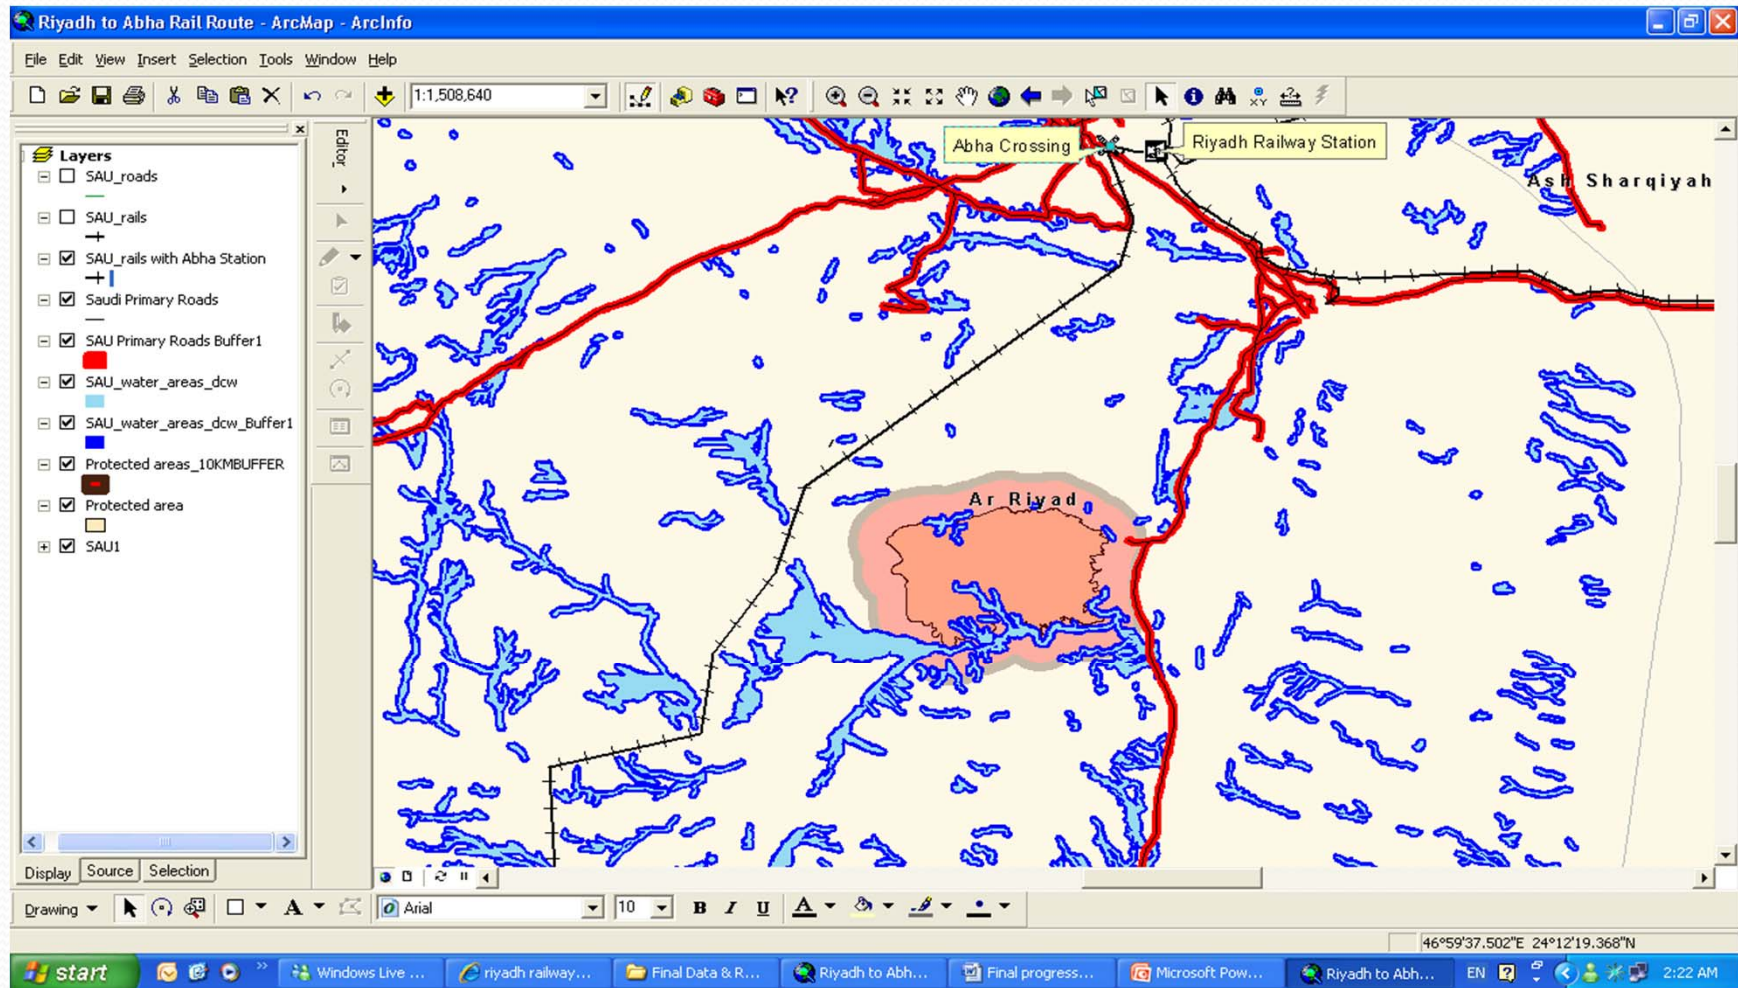 Riyadh to Abha Rail Route - ArcMap - ArcInfo
File Edit View Insert Selection Tools Window Help
1:1,508,640
Editor
Layers
SAU_roads
SAU_rails
SAU_rails with Abha Station
Saudi Primary Roads
SAU Primary Roads Buffer1
SAU_water_areas_dcw
SAU_water_areas_dcw_Buffer1
Protected areas_10KMBUFFER
Protected area
SAU1
Abha Crossing
Riyadh Railway Station
Ash Sharqiyah
Ar Riyad
Display Source Selection
Drawing A Arial 10 B I U A
46°59'37.502"E 24°12'19.368"N
start Windows Live ... riyadh railway... Final Data & R... Riyadh to Abh... Final progress... Microsoft Pow... Riyadh to Abh... EN 2:22 AM